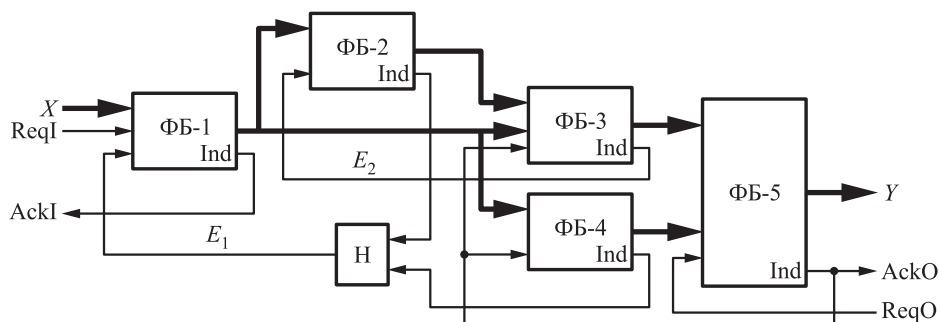 ФБ-2
Ind
X
ReqI
ФБ-1
Ind
AckI
E₁
E₂
H
ФБ-3
Ind
ФБ-4
Ind
ФБ-5
Ind
Y
AckO
ReqO